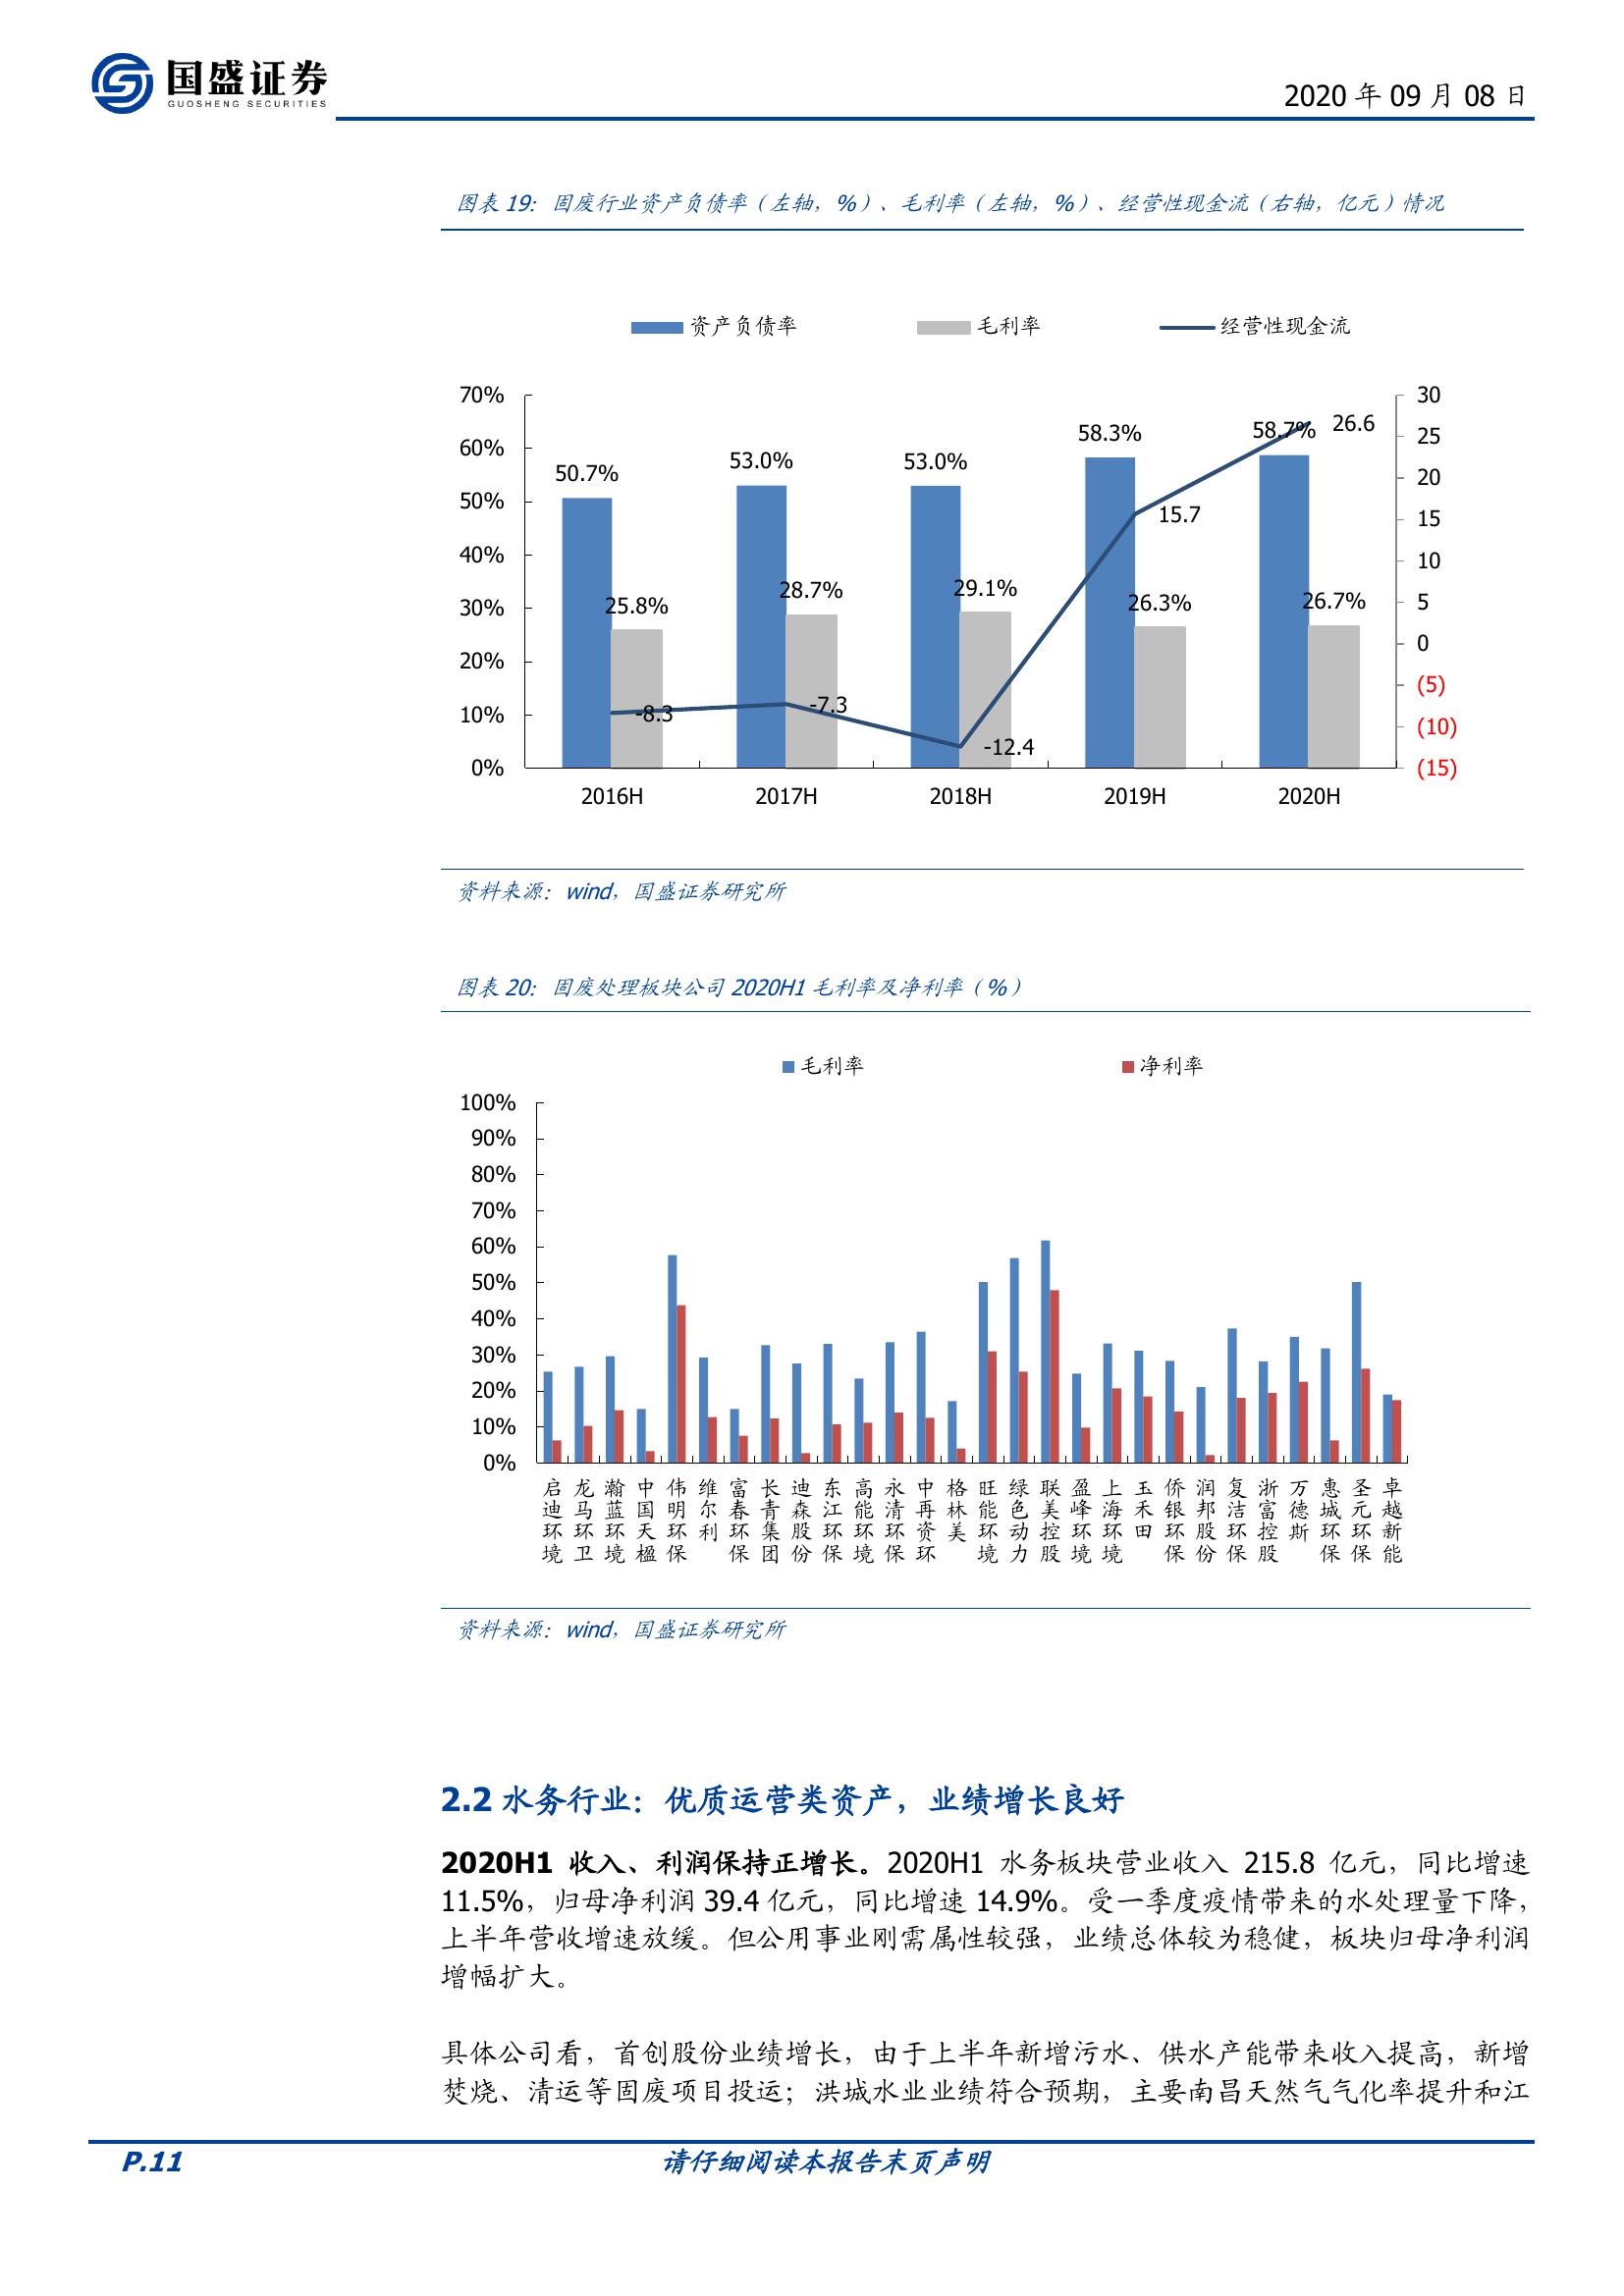 国盛证券
GUOSHENG SECURITIES
2020 年 09 月 08 日
图表 19：固废行业资产负债率（左轴，%）、毛利率（左轴，%）、经营性现金流（右轴，亿元）情况
资产负债率 毛利率 经营性现金流
70% 30
60% 25
50% 20
40% 15
30% 10
20% 5
10% 0
0% (5)
(10)
(15)
50.7% 53.0% 53.0% 58.3% 58.7%
25.8% 28.7% 29.1% 26.3% 26.7%
-8.3 -7.3 -12.4 15.7 26.6
2016H 2017H 2018H 2019H 2020H
资料来源：wind，国盛证券研究所
图表 20：固废处理板块公司 2020H1 毛利率及净利率（%）
毛利率 净利率
100%
90%
80%
70%
60%
50%
40%
30%
20%
10%
0%
启迪环境
龙马环卫
瀚蓝环境
中国天楹
伟明环保
维尔利
富春环保
长青集团
迪森股份
东江环保
高能环境
永清环保
中再资环
格林美
旺能环境
绿色动力
联美控股
盈峰环境
上海环境
玉禾田
侨银环保
润邦股份
复洁环保
浙富控股
万德斯
惠城环保
圣元环保
卓越新能
资料来源：wind，国盛证券研究所
2.2 水务行业：优质运营类资产，业绩增长良好
2020H1 收入、利润保持正增长。2020H1 水务板块营业收入 215.8 亿元，同比增速
11.5%，归母净利润 39.4 亿元，同比增速 14.9%。受一季度疫情带来的水处理量下降，
上半年营收增速放缓。但公用事业刚需属性较强，业绩总体较为稳健，板块归母净利润
增幅扩大。
具体公司看，首创股份业绩增长，由于上半年新增污水、供水产能带来收入提高，新增
焚烧、清运等固废项目投运；洪城水业业绩符合预期，主要南昌天然气气化率提升和江
P.11 请仔细阅读本报告末页声明